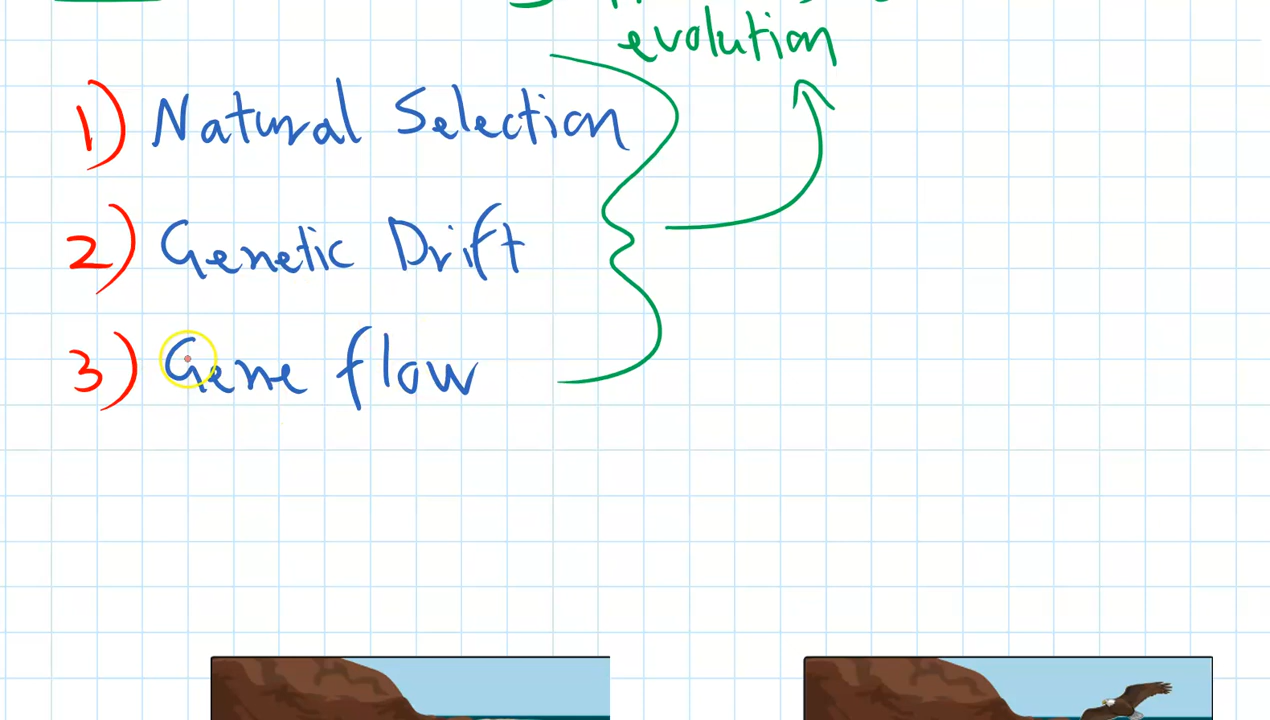 evolution
1) Natural Selection
2) Genetic Drift
3) Gene flow